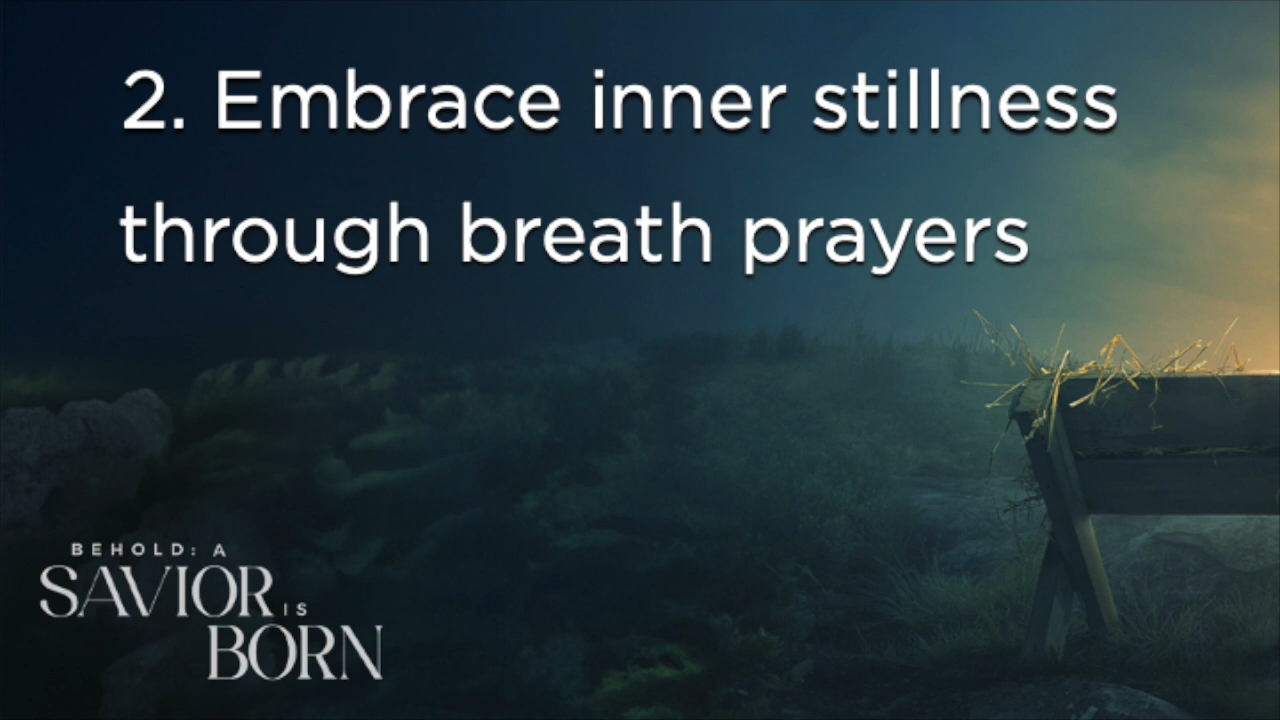 2. Embrace inner stillness
through breath prayers
BEHOLD: A
SAVIOR IS
BORN